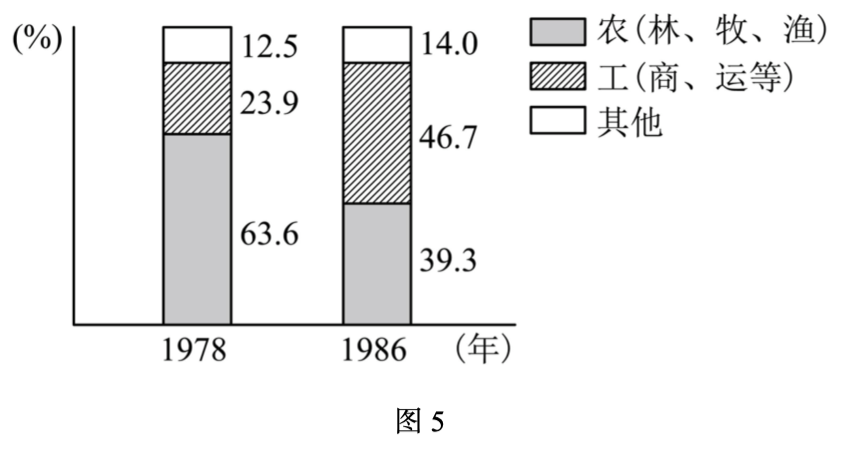 (%)
12.5
23.9
63.6
1978
14.0
46.7
39.3
1986
(年)
农(林、牧、渔)
工(商、运等)
其他
图 5